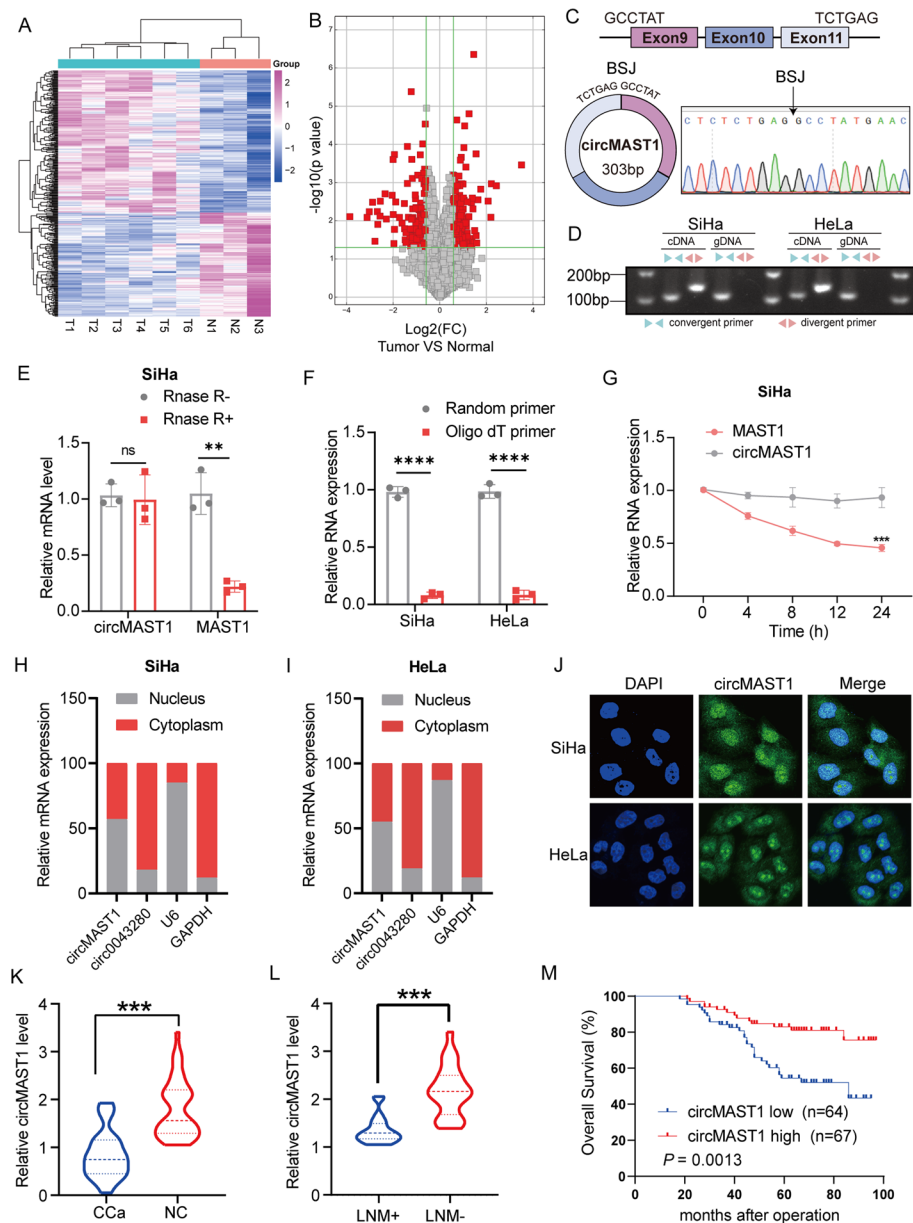 A
Group
2
1
0
−1
−2
T1
T2
T3
T4
T5
T6
N1
N2
N3
B
-log10(p value)
7
6
5
4
3
2
1
0
-4
-2
0
2
4
Log2(FC)
Tumor VS Normal
C
GCCTAT
TCTGAG
Exon9
Exon10
Exon11
BSJ
TCTGAG GCCTAT
circMAST1
303bp
BSJ
C T C T C T G A G G C C T A T G A A C
D
SiHa
HeLa
cDNA
gDNA
cDNA
gDNA
200bp
100bp
convergent primer
divergent primer
E
SiHa
Rnase R-
Rnase R+
Relative mRNA level
1.5
1.0
0.5
0.0
ns
**
circMAST1
MAST1
F
Random primer
Oligo dT primer
Relative RNA expression
1.5
1.0
0.5
0.0
****
****
SiHa
HeLa
G
SiHa
MAST1
circMAST1
Relative RNA expression
1.5
1.0
0.5
0.0
***
0
4
8
12
24
Time (h)
H
SiHa
Nucleus
Cytoplasm
Relative mRNA expression
150
100
50
0
circMAST1
circ0043280
U6
GAPDH
I
HeLa
Nucleus
Cytoplasm
Relative mRNA expression
150
100
50
0
circMAST1
circ0043280
U6
GAPDH
J
DAPI
circMAST1
Merge
SiHa
HeLa
K
Relative circMAST1 level
4
3
2
1
0
***
CCa
NC
L
Relative circMAST1 level
4
3
2
1
0
***
LNM+
LNM-
M
Overall Survival (%)
100
80
60
40
20
0
circMAST1 low (n=64)
circMAST1 high (n=67)
P = 0.0013
0
20
40
60
80
100
months after operation